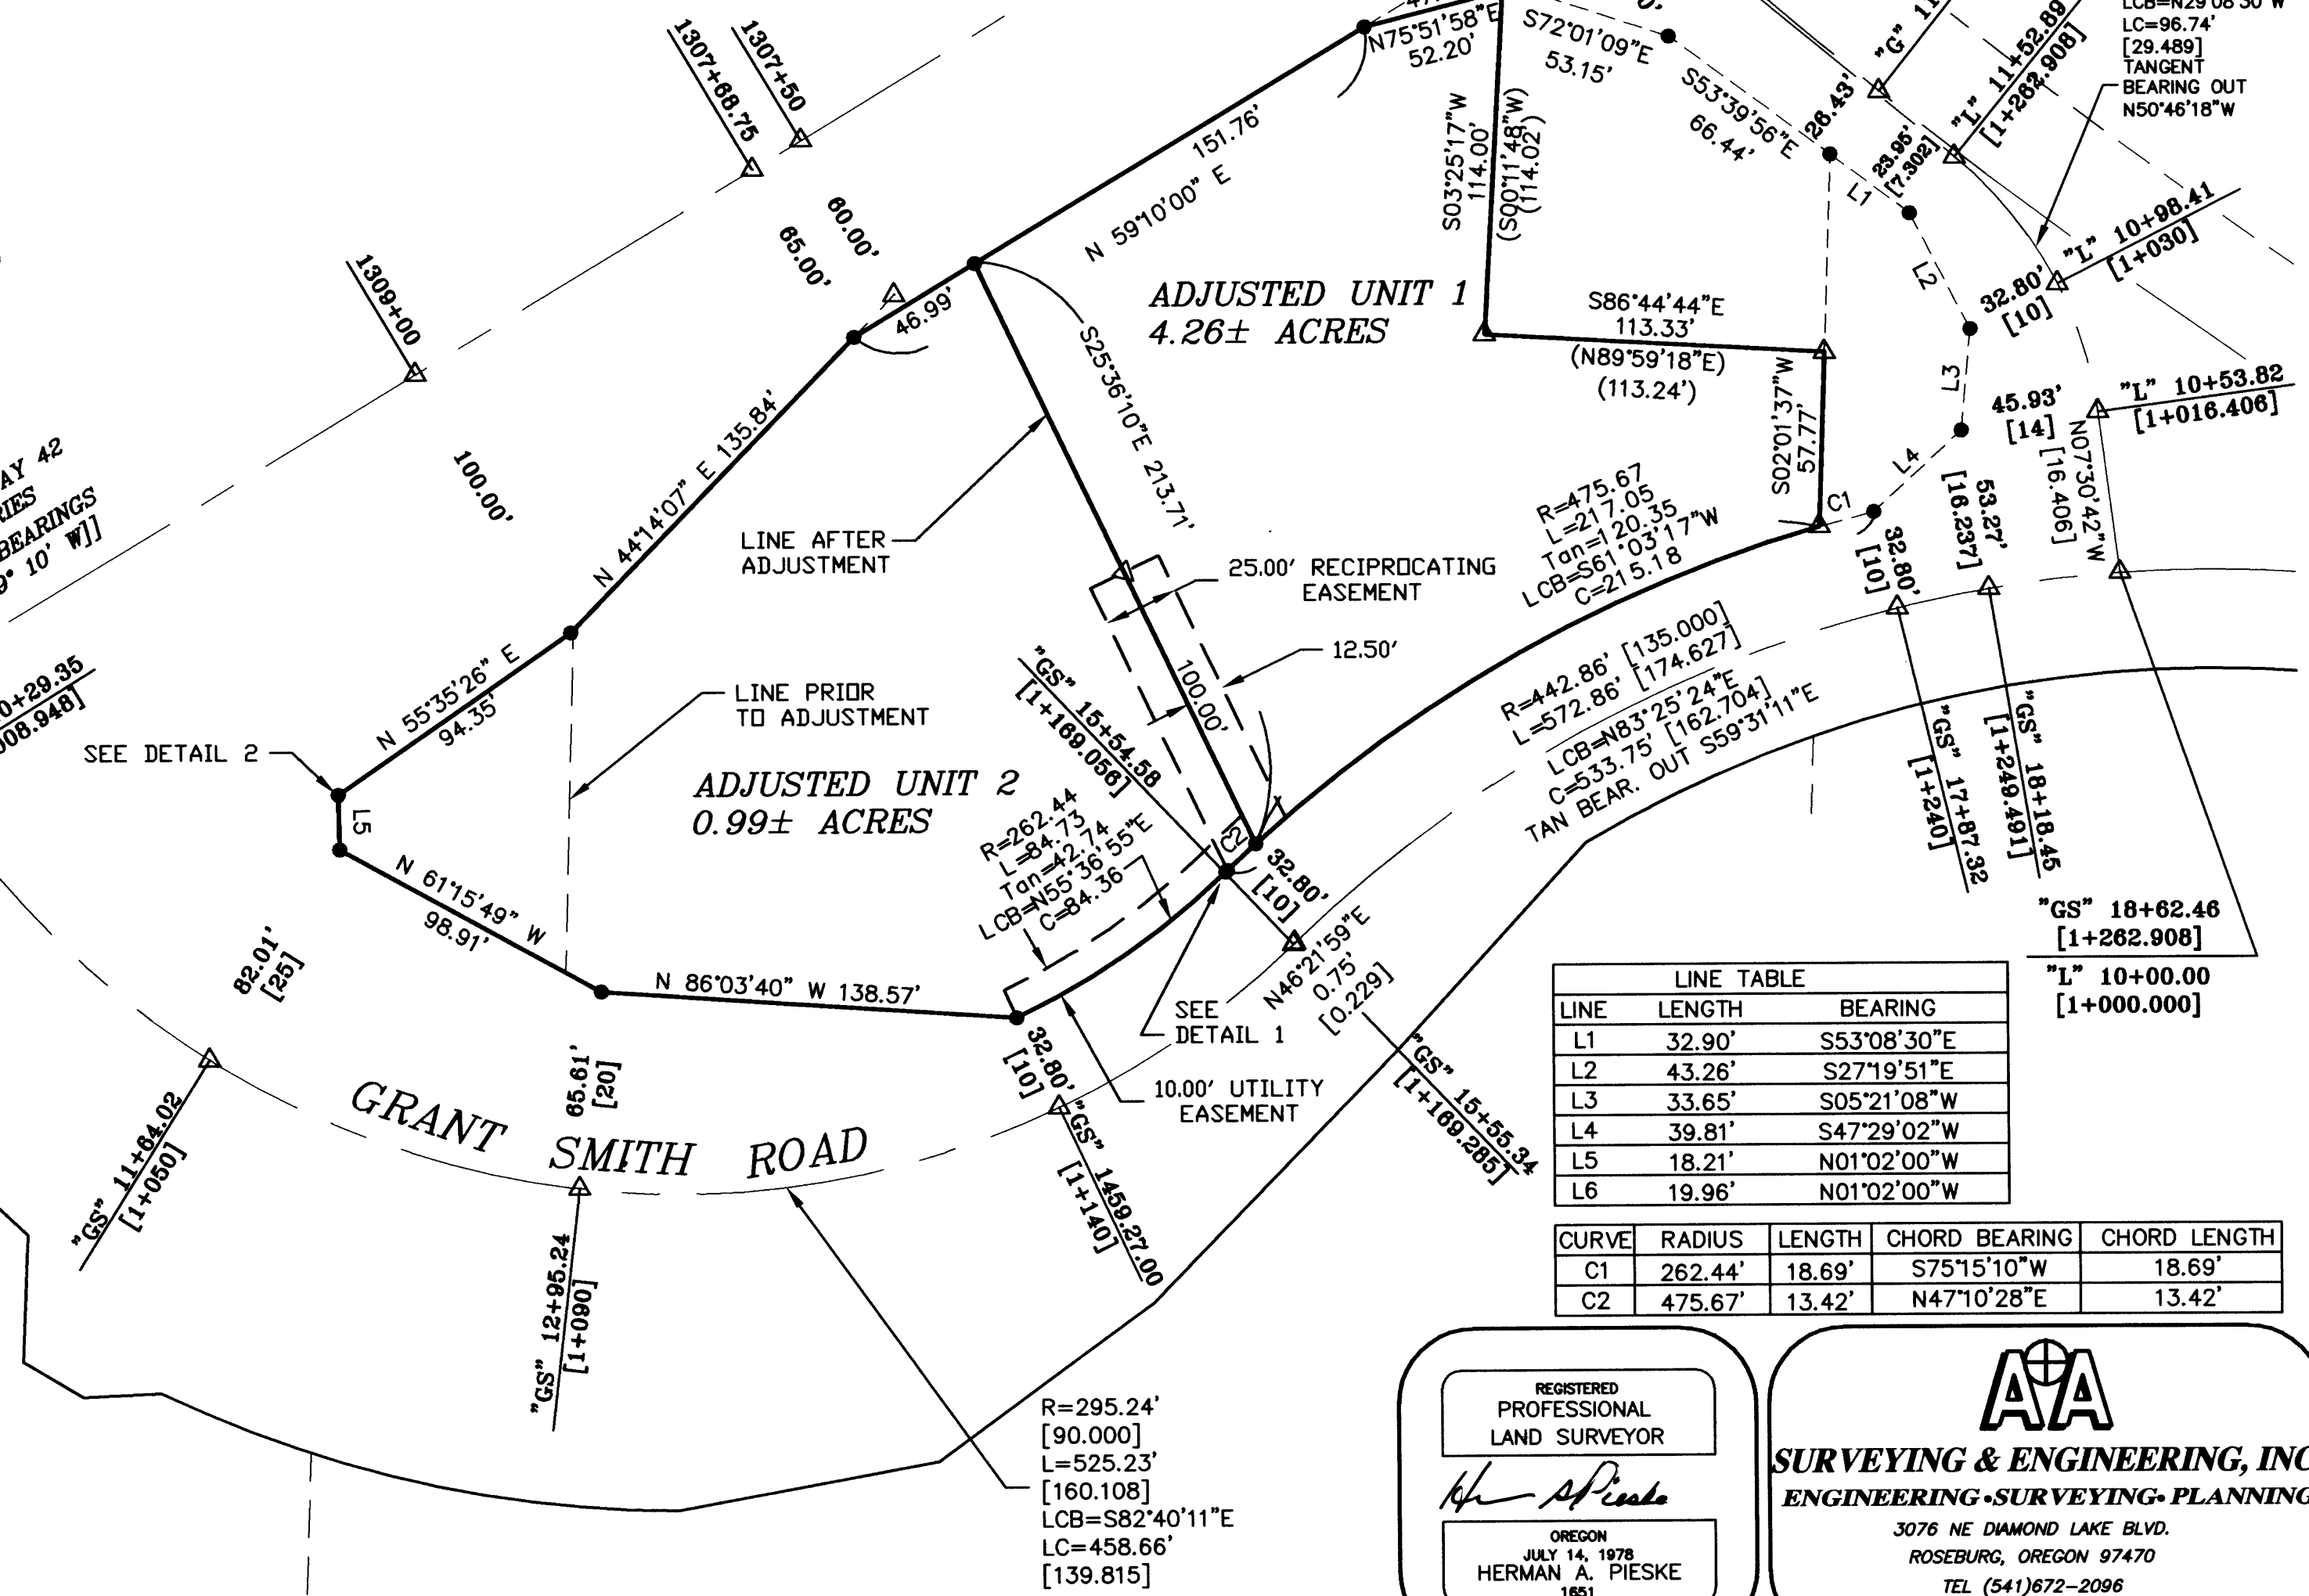 1307+68.75
1307+50
1309+00
60.00'
65.00'
100.00'
AY 42
BEARINGS
9° 10' W]]
0+29.35
008.948]
N75°51'58"E
52.20'
S72°01'09"E
53.15'
S53°39'56"E
66.44'
26.43'
"G" 11
"L" 11+52.89
[1+262.908]
23.95'
[7.302]
LCB=N29°08'30"W
LC=96.74'
[29.489]
TANGENT
BEARING OUT
N50°46'18"W
151.76'
N 59°10'00" E
46.99'
S03°25'17"W
114.00'
(S00°11'48"W)
(114.02')
ADJUSTED UNIT 1
4.26± ACRES
S86°44'44"E
113.33'
(N89°59'18"E)
(113.24')
S02°01'37"W
57.77'
L1
L2
L3
L4
C1
"L" 10+98.41
[1+030]
32.80'
[10]
45.93'
[14]
"L" 10+53.82
[1+016.406]
N07°30'42"W
[16.406]
53.27'
[16.237]
32.80'
[10]
S25°36'10"E 213.71'
N 44°14'07" E 135.84'
LINE AFTER
ADJUSTMENT
25.00' RECIPROCATING
EASEMENT
12.50'
100.00'
R=475.67
L=217.05
Tan=120.35
LCB=S61°03'17"W
C=215.18
R=442.86' [135.000]
L=572.86' [174.627]
LCB=N83°25'24"E
C=533.75' [162.704]
TAN BEAR. OUT S59°31'11"E
N 55°35'26" E
94.35'
LINE PRIOR
TO ADJUSTMENT
SEE DETAIL 2
L5
ADJUSTED UNIT 2
0.99± ACRES
"GS" 15+54.58
[1+169.056]
R=262.44
L=84.73
Tan=42.74
LCB=N55°36'55"E
C=84.36
C2
32.80'
[10]
N46°21'59"E
0.75'
[0.229]
N 61°15'49" W
98.91'
N 86°03'40" W 138.57'
SEE
DETAIL 1
10.00' UTILITY
EASEMENT
82.01'
[25]
65.61'
[20]
32.80'
[10]
"GS" 11+64.02
[1+050]
"GS" 12+95.24
[1+090]
"GS" 1459.27.00
[1+140]
"GS" 15+55.34
[1+169.285]
"GS" 17+87.32
[1+240]
"GS" 18+18.45
[1+249.491]
"GS" 18+62.46
[1+262.908]
"L" 10+00.00
[1+000.000]
GRANT SMITH ROAD
R=295.24'
[90.000]
L=525.23'
[160.108]
LCB=S82°40'11"E
LC=458.66'
[139.815]
LINE TABLE
LINE LENGTH BEARING
L1 32.90' S53°08'30"E
L2 43.26' S27°19'51"E
L3 33.65' S05°21'08"W
L4 39.81' S47°29'02"W
L5 18.21' N01°02'00"W
L6 19.96' N01°02'00"W
CURVE RADIUS LENGTH CHORD BEARING CHORD LENGTH
C1 262.44' 18.69' S75°15'10"W 18.69'
C2 475.67' 13.42' N47°10'28"E 13.42'
REGISTERED
PROFESSIONAL
LAND SURVEYOR
OREGON
JULY 14, 1978
HERMAN A. PIESKE
1651
AA
SURVEYING & ENGINEERING, INC
ENGINEERING•SURVEYING•PLANNING
3076 NE DIAMOND LAKE BLVD.
ROSEBURG, OREGON 97470
TEL (541)672-2096